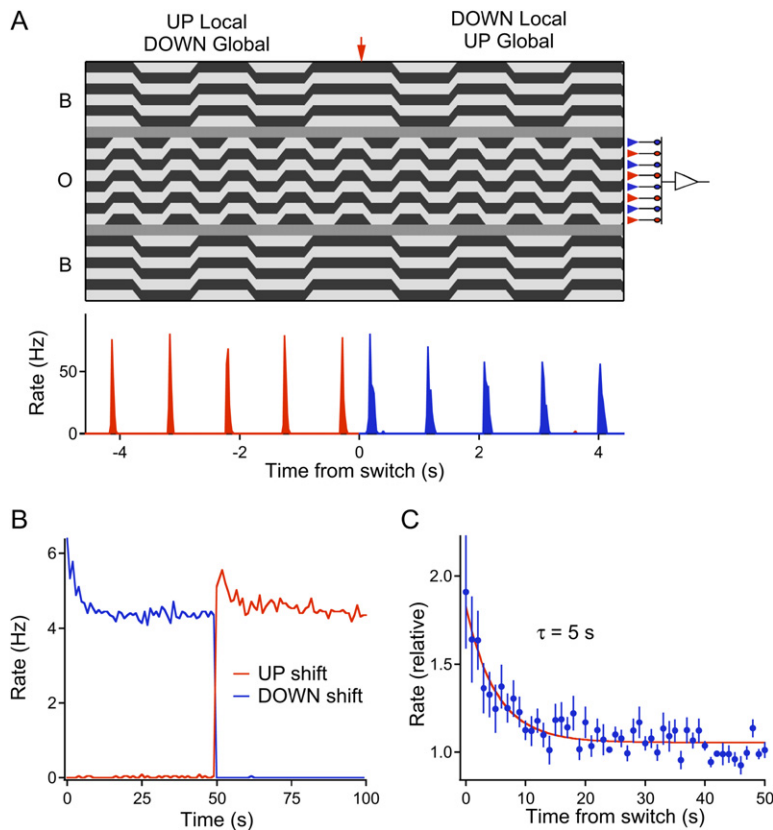 A
UP Local
DOWN Global
DOWN Local
UP Global
B
O
B
Rate (Hz)
50
0
-4
-2
0
2
4
Time from switch (s)
B
Rate (Hz)
6
4
2
0
UP shift
DOWN shift
0
25
50
75
100
Time (s)
C
Rate (relative)
2.0
1.5
1.0
τ = 5 s
0
10
20
30
40
50
Time from switch (s)